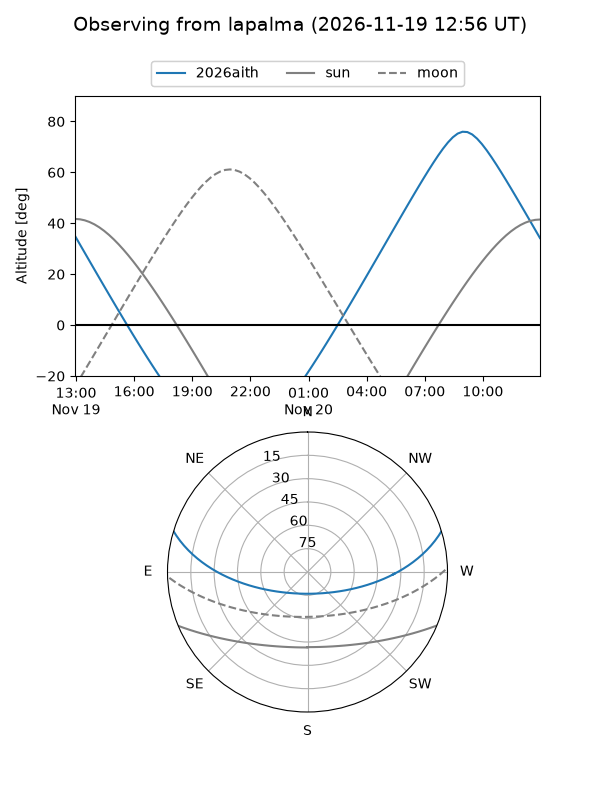 Observing from lapalma (2026-11-19 12:56 UT)
2026aith sun moon
Altitude [deg]
80
60
40
20
0
−20
13:00 16:00 19:00 22:00 01:00 04:00 07:00 10:00
Nov 19 Nov 20
N
NE NW
15
30
45
60
75
E W
SE SW
S